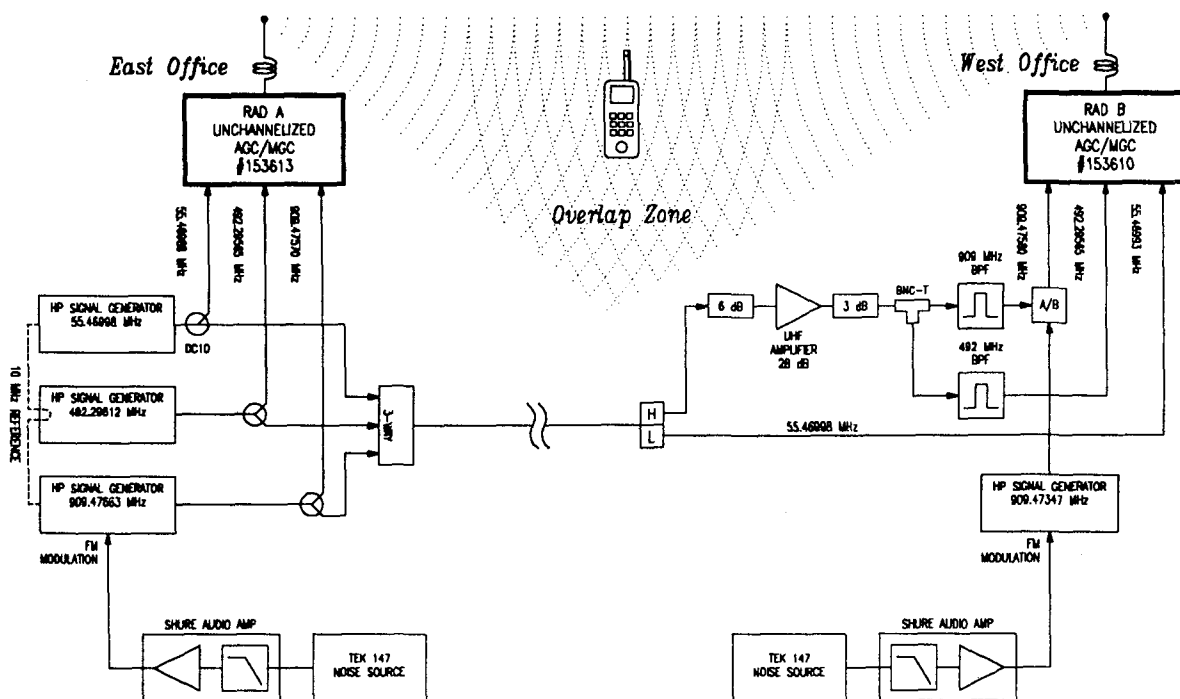 East Office
West Office
RAD A
UNCHANNELIZED
AGC/MGC
#153613
RAD B
UNCHANNELIZED
AGC/MGC
#153610
Overlap Zone
55.46998 MHz
492.29585 MHz
909.47570 MHz
909.47580 MHz
492.29585 MHz
55.46993 MHz
HP SIGNAL GENERATOR
55.46998 MHz
DC10
10 MHz REFERENCE
HP SIGNAL GENERATOR
492.29612 MHz
3-WAY
HP SIGNAL GENERATOR
909.47663 MHz
FM
MODULATION
6 dB
UHF
AMPLIFIER
28 dB
3 dB
BNC-T
909 MHz
BPF
A/B
492 MHz
BPF
H
L
55.46998 MHz
HP SIGNAL GENERATOR
909.47347 MHz
FM
MODULATION
SHURE AUDIO AMP
TEK 147
NOISE SOURCE
SHURE AUDIO AMP
TEK 147
NOISE SOURCE